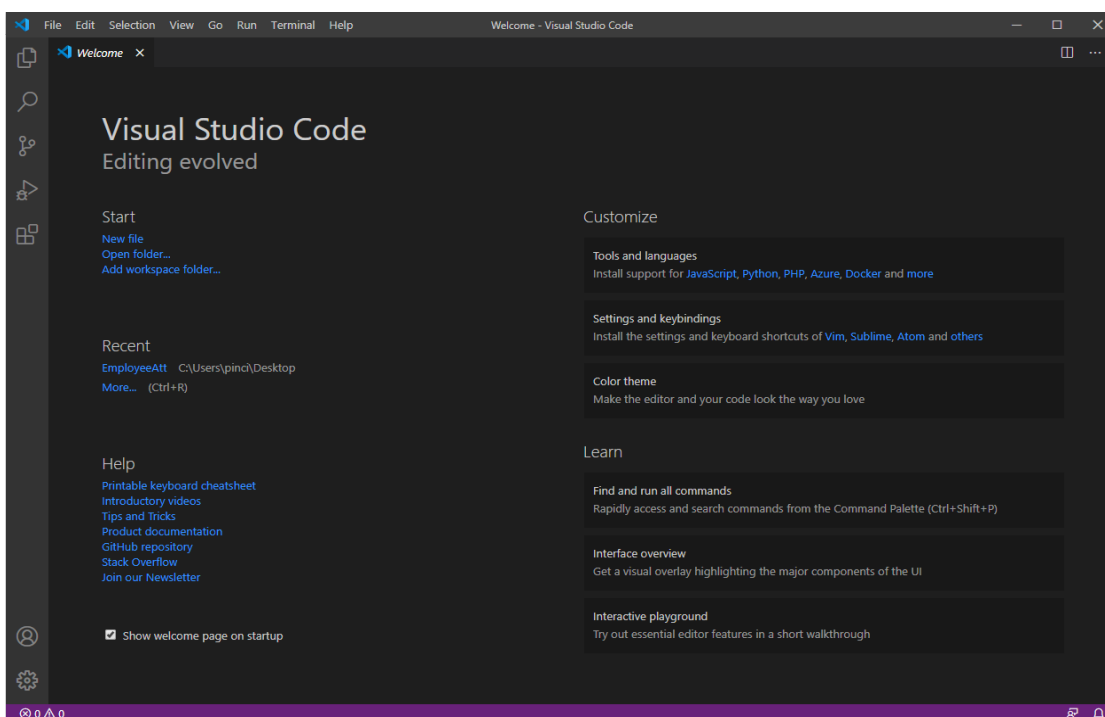 File Edit Selection View Go Run Terminal Help
Welcome - Visual Studio Code
Welcome
Visual Studio Code
Editing evolved
Start
New file
Open folder...
Add workspace folder...
Recent
EmployeeAtt C:\Users\pinci\Desktop
More... (Ctrl+R)
Help
Printable keyboard cheatsheet
Introductory videos
Tips and Tricks
Product documentation
GitHub repository
Stack Overflow
Join our Newsletter
Show welcome page on startup
Customize
Tools and languages
Install support for JavaScript, Python, PHP, Azure, Docker and more
Settings and keybindings
Install the settings and keyboard shortcuts of Vim, Sublime, Atom and others
Color theme
Make the editor and your code look the way you love
Learn
Find and run all commands
Rapidly access and search commands from the Command Palette (Ctrl+Shift+P)
Interface overview
Get a visual overlay highlighting the major components of the UI
Interactive playground
Try out essential editor features in a short walkthrough
0 0